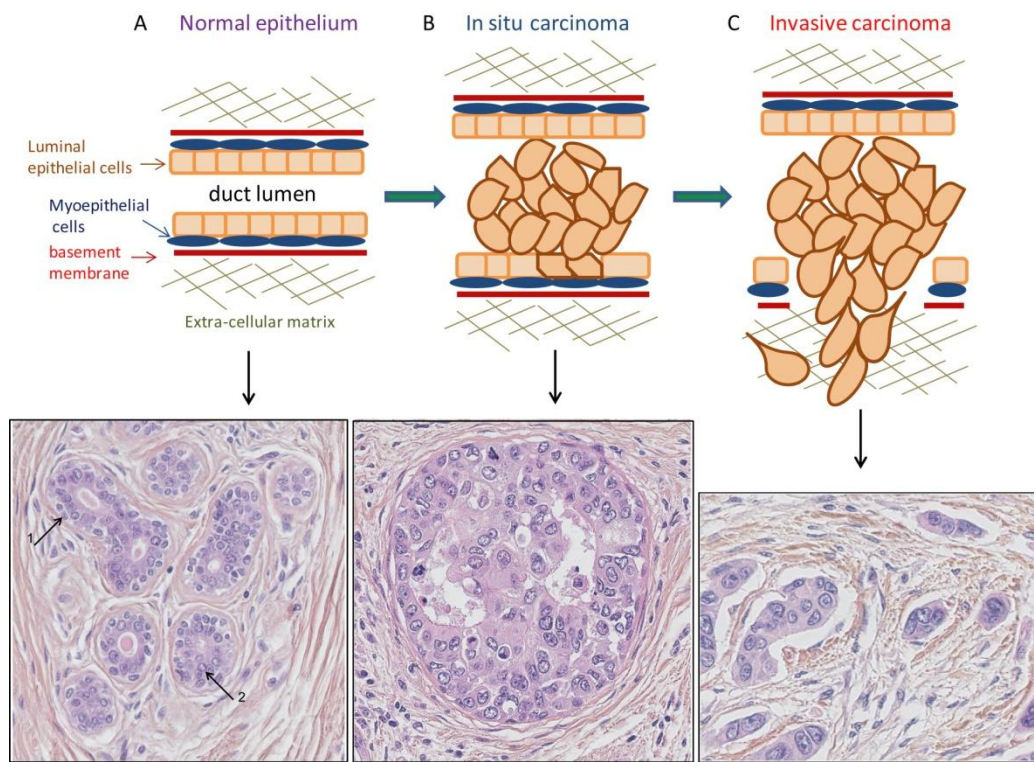 A Normal epithelium
B In situ carcinoma
C Invasive carcinoma
Luminal
epithelial cells
duct lumen
Myoepithelial
cells
basement
membrane
Extra-cellular matrix
1
2